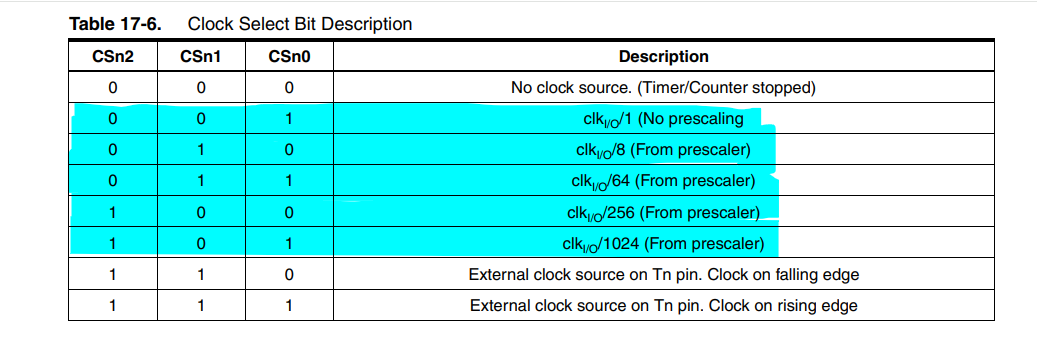 Table 17-6. Clock Select Bit Description
CSn2 CSn1 CSn0 Description
0 0 0 No clock source. (Timer/Counter stopped)
0 0 1 clkI/O/1 (No prescaling
0 1 0 clkI/O/8 (From prescaler)
0 1 1 clkI/O/64 (From prescaler)
1 0 0 clkI/O/256 (From prescaler)
1 0 1 clkI/O/1024 (From prescaler)
1 1 0 External clock source on Tn pin. Clock on falling edge
1 1 1 External clock source on Tn pin. Clock on rising edge